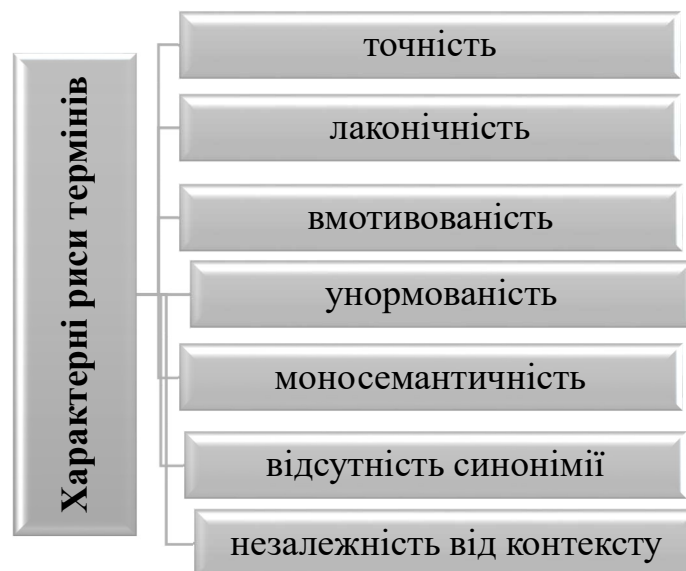 Характерні риси термінів
точність
лаконічність
вмотивованість
унормованість
моносемантичність
відсутність синонімії
незалежність від контексту